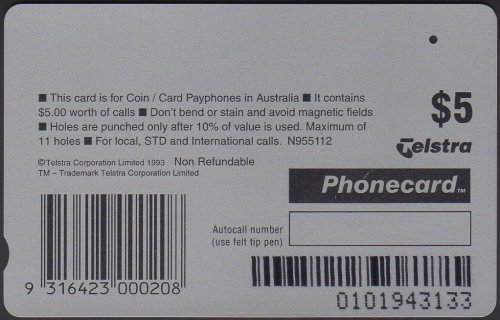 ■ This card is for Coin / Card Payphones in Australia ■ It contains
$5.00 worth of calls ■ Don't bend or stain and avoid magnetic fields
■ Holes are punched only after 10% of value is used. Maximum of
11 holes ■ For local, STD and International calls. N955112
©Telstra Corporation Limited 1993 Non Refundable
TM – Trademark Telstra Corporation Limited
$5
Telstra
Phonecard™
Autocall number
(use felt tip pen)
9 316423 000208
0101943133